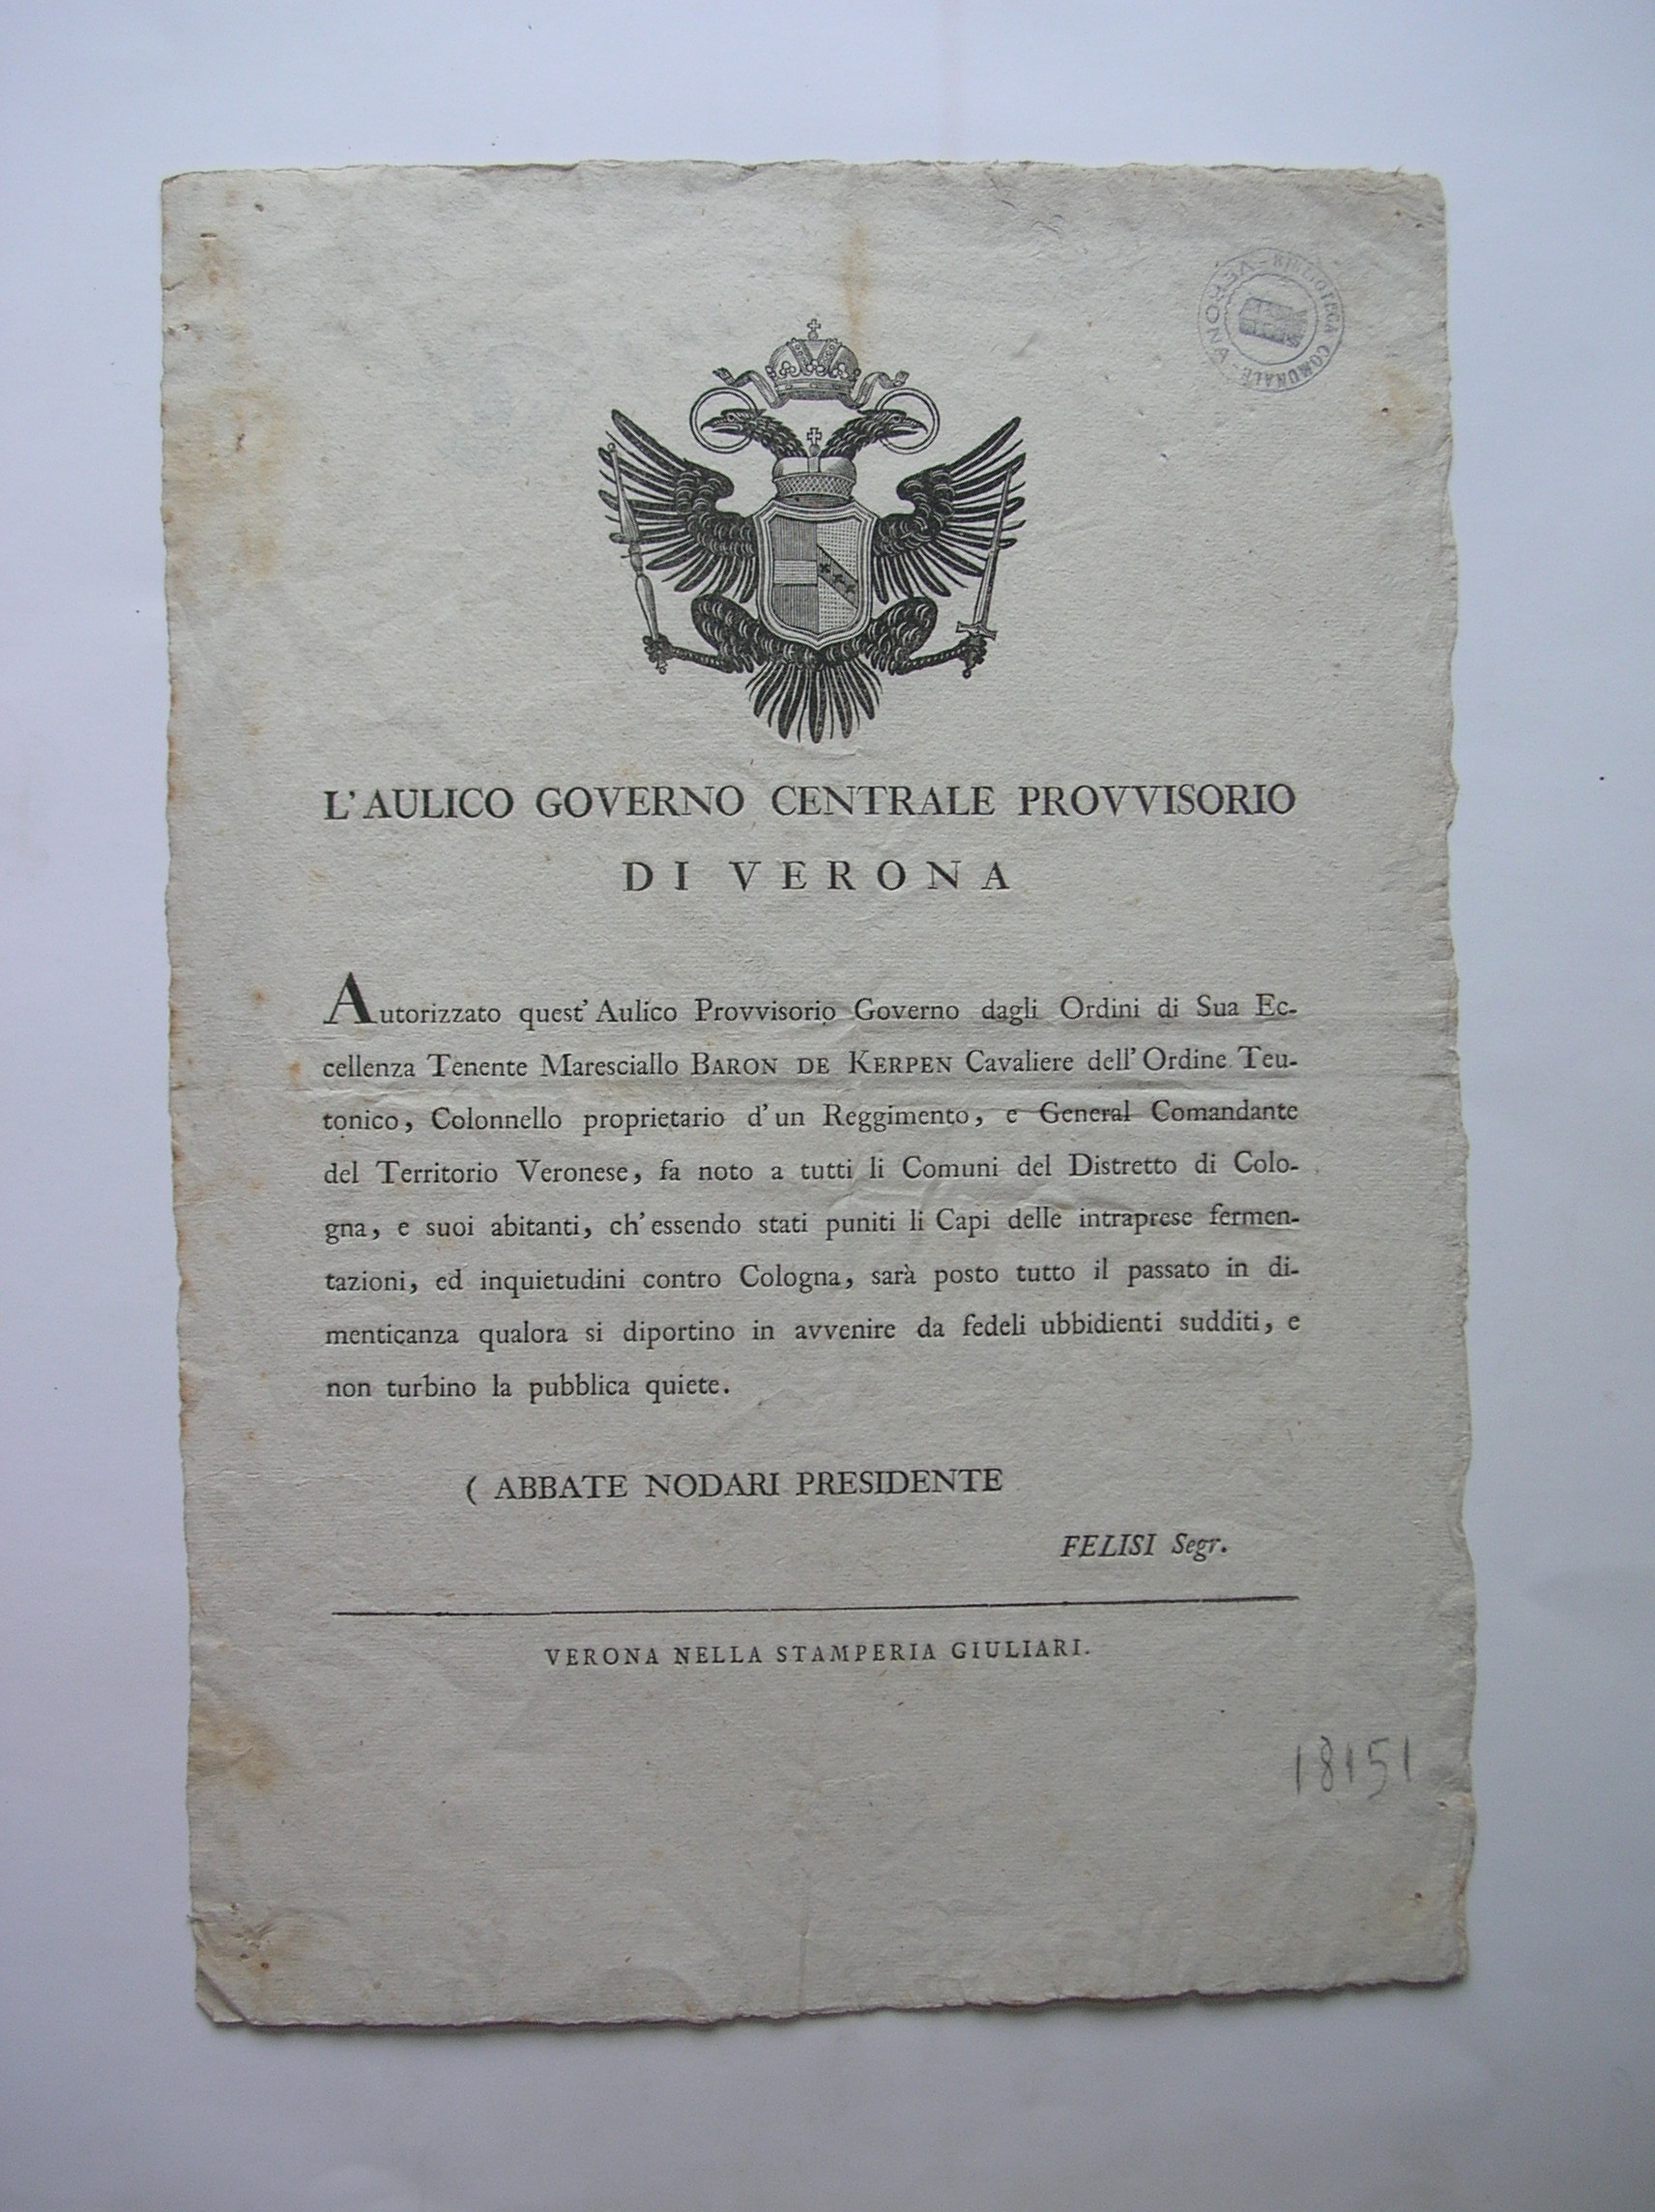 VERONA - BIBLIOTECA COMUNALE -
L'AULICO GOVERNO CENTRALE PROVVISORIO
DI VERONA
Autorizzato quest' Aulico Provvisorio Governo dagli Ordini di Sua Ec-
cellenza Tenente Maresciallo BARON DE KERPEN Cavaliere dell' Ordine Teu-
tonico, Colonnello proprietario d' un Reggimento, e General Comandante
del Territorio Veronese, fa noto a tutti li Comuni del Distretto di Colo-
gna, e suoi abitanti, ch' essendo stati puniti li Capi delle intraprese fermen-
tazioni, ed inquietudini contro Cologna, sarà posto tutto il passato in di-
menticanza qualora si diportino in avvenire da fedeli ubbidienti sudditi, e
non turbino la pubblica quiete.
( ABBATE NODARI PRESIDENTE
FELISI Segr.
VERONA NELLA STAMPERIA GIULIARI.
18151